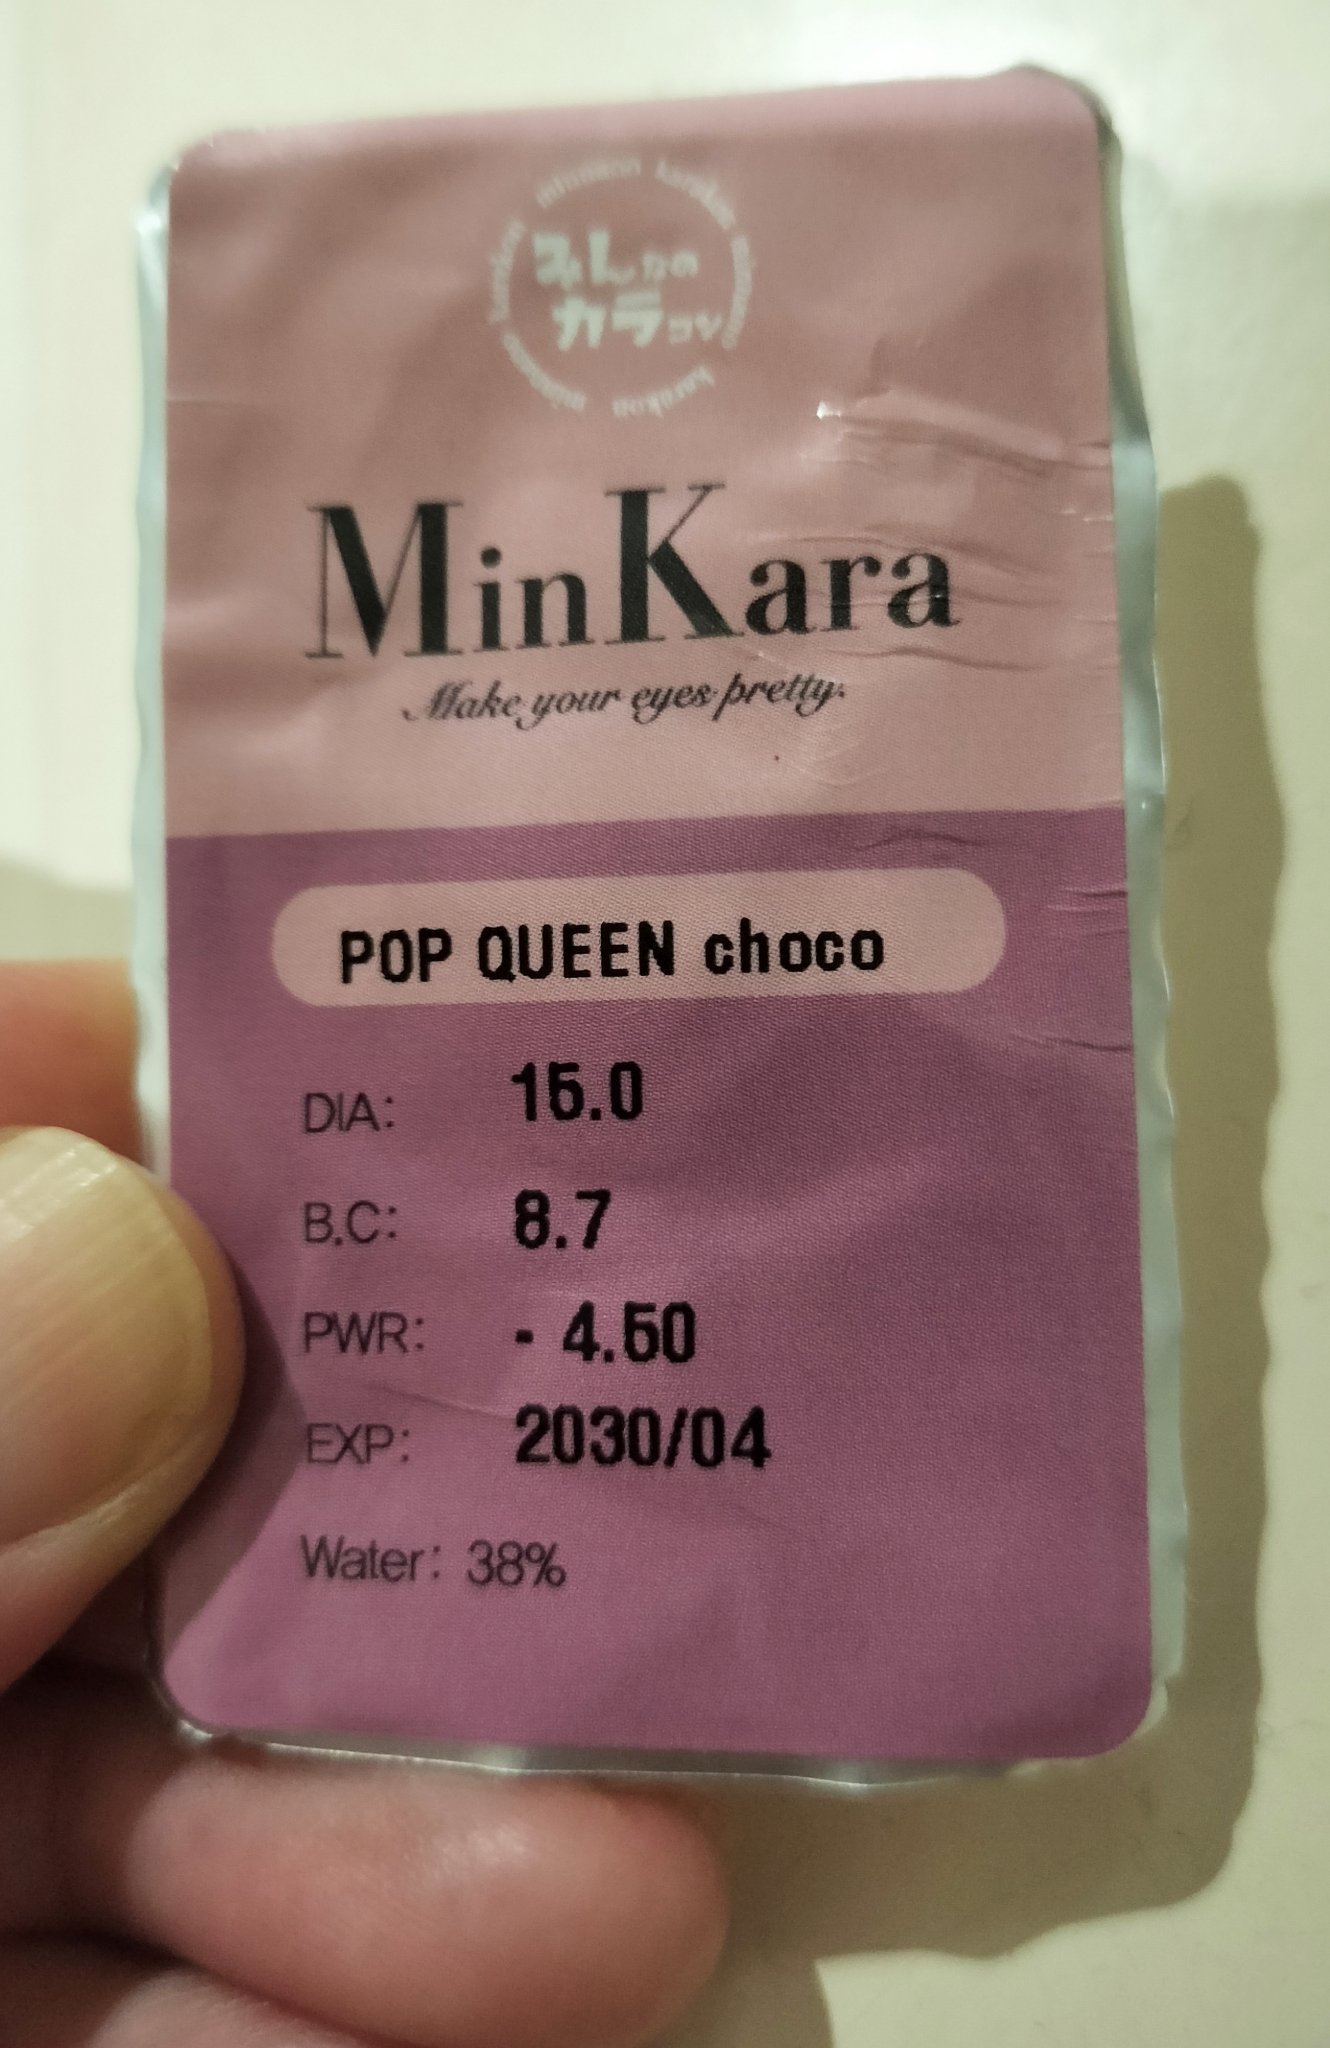 みんなの
カラコン
MinKara
Make your eyes pretty.
POP QUEEN choco
DIA: 15.0
B.C: 8.7
PWR: - 4.50
EXP: 2030/04
Water: 38%